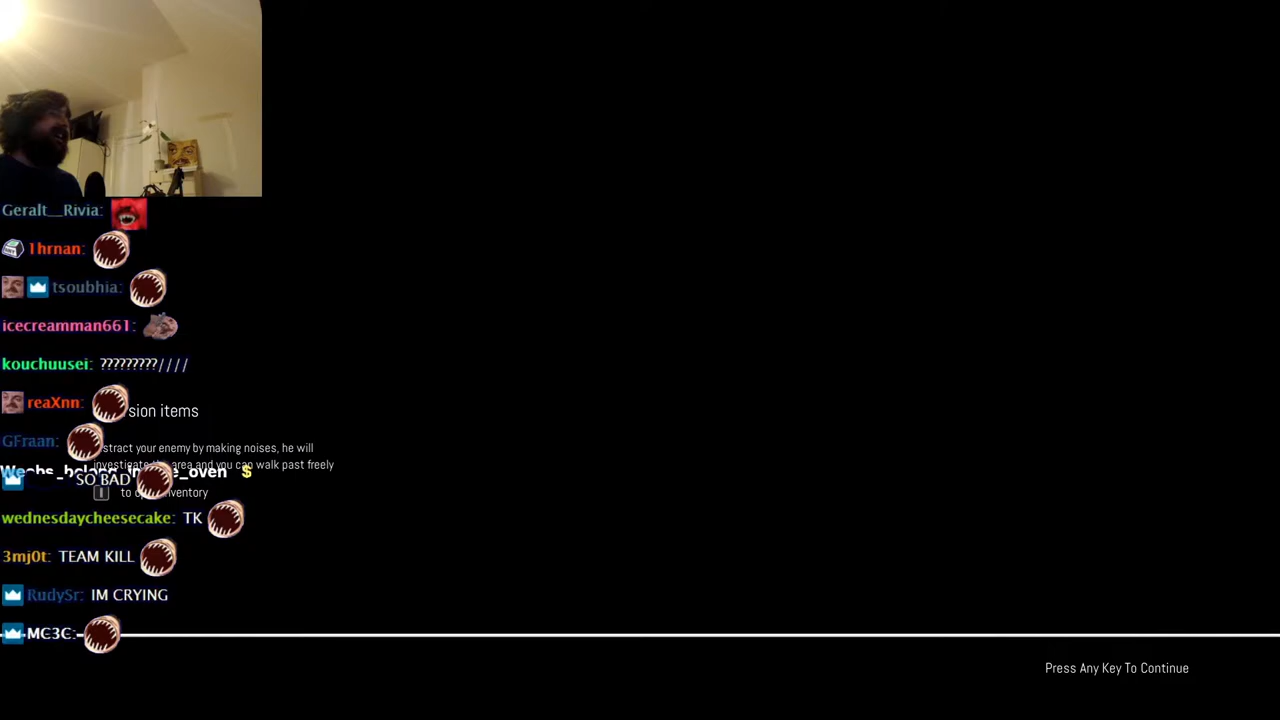 Geralt__Rivia:
1hrnan:
tsoubhia:
icecreamman661:
kouchuusei: ?????????////
reaXnn:
sion items
GFraan:
stract your enemy by making noises, he will
investigate the area and you can walk past freely
Weebs_belong_in_the_oven $
SO BAD
I to open inventory
wednesdaycheesecake: TK
3mj0t: TEAM KILL
RudySr: IM CRYING
MC3C:
Press Any Key To Continue